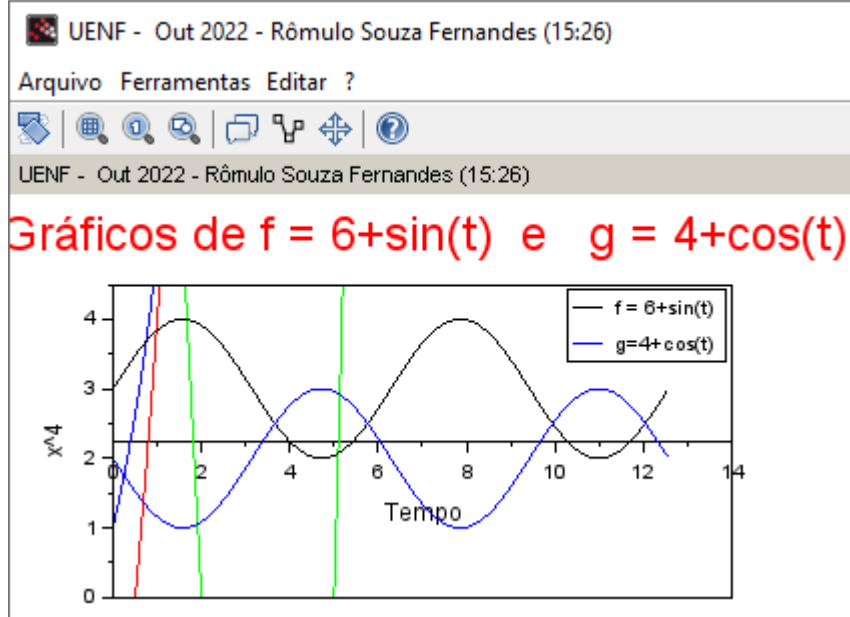 UENF - Out 2022 - Rômulo Souza Fernandes (15:26)
Arquivo Ferramentas Editar ?
UENF - Out 2022 - Rômulo Souza Fernandes (15:26)
Gráficos de f = 6+sin(t) e g = 4+cos(t)
f = 6+sin(t)
g=4+cos(t)
4
3
2
1
0
x^4
0 2 4 6 8 10 12 14
Tempo